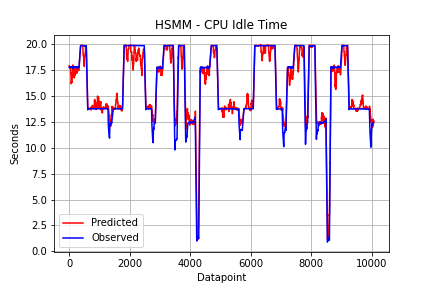 HSMM - CPU Idle Time
20.0
17.5
15.0
12.5
10.0
7.5
5.0
2.5
0.0
Seconds
Predicted
Observed
0 2000 4000 6000 8000 10000
Datapoint